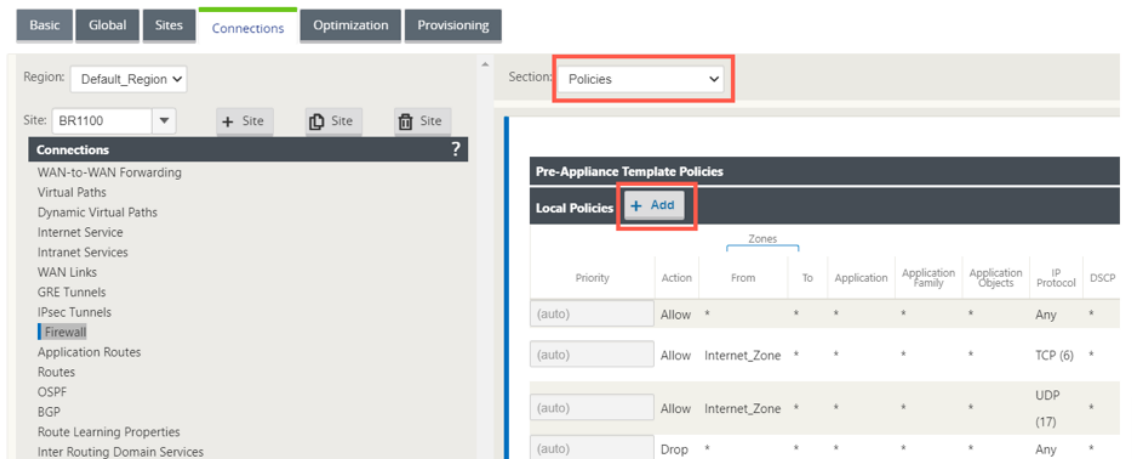 Basic Global Sites Connections Optimization Provisioning
Region: Default_Region
Section: Policies
Site: BR1100 + Site Site Site
Connections ?
WAN-to-WAN Forwarding
Virtual Paths
Dynamic Virtual Paths
Internet Service
Intranet Services
WAN Links
GRE Tunnels
IPsec Tunnels
Firewall
Application Routes
Routes
OSPF
BGP
Route Learning Properties
Inter Routing Domain Services
Pre-Appliance Template Policies
Local Policies + Add
Zones
Priority Action From To Application Application Family Application Objects IP Protocol DSCP
(auto) Allow * * * * * Any *
(auto) Allow Internet_Zone * * * * TCP (6) *
(auto) Allow Internet_Zone * * * * UDP (17) *
(auto) Drop * * * * * Any *